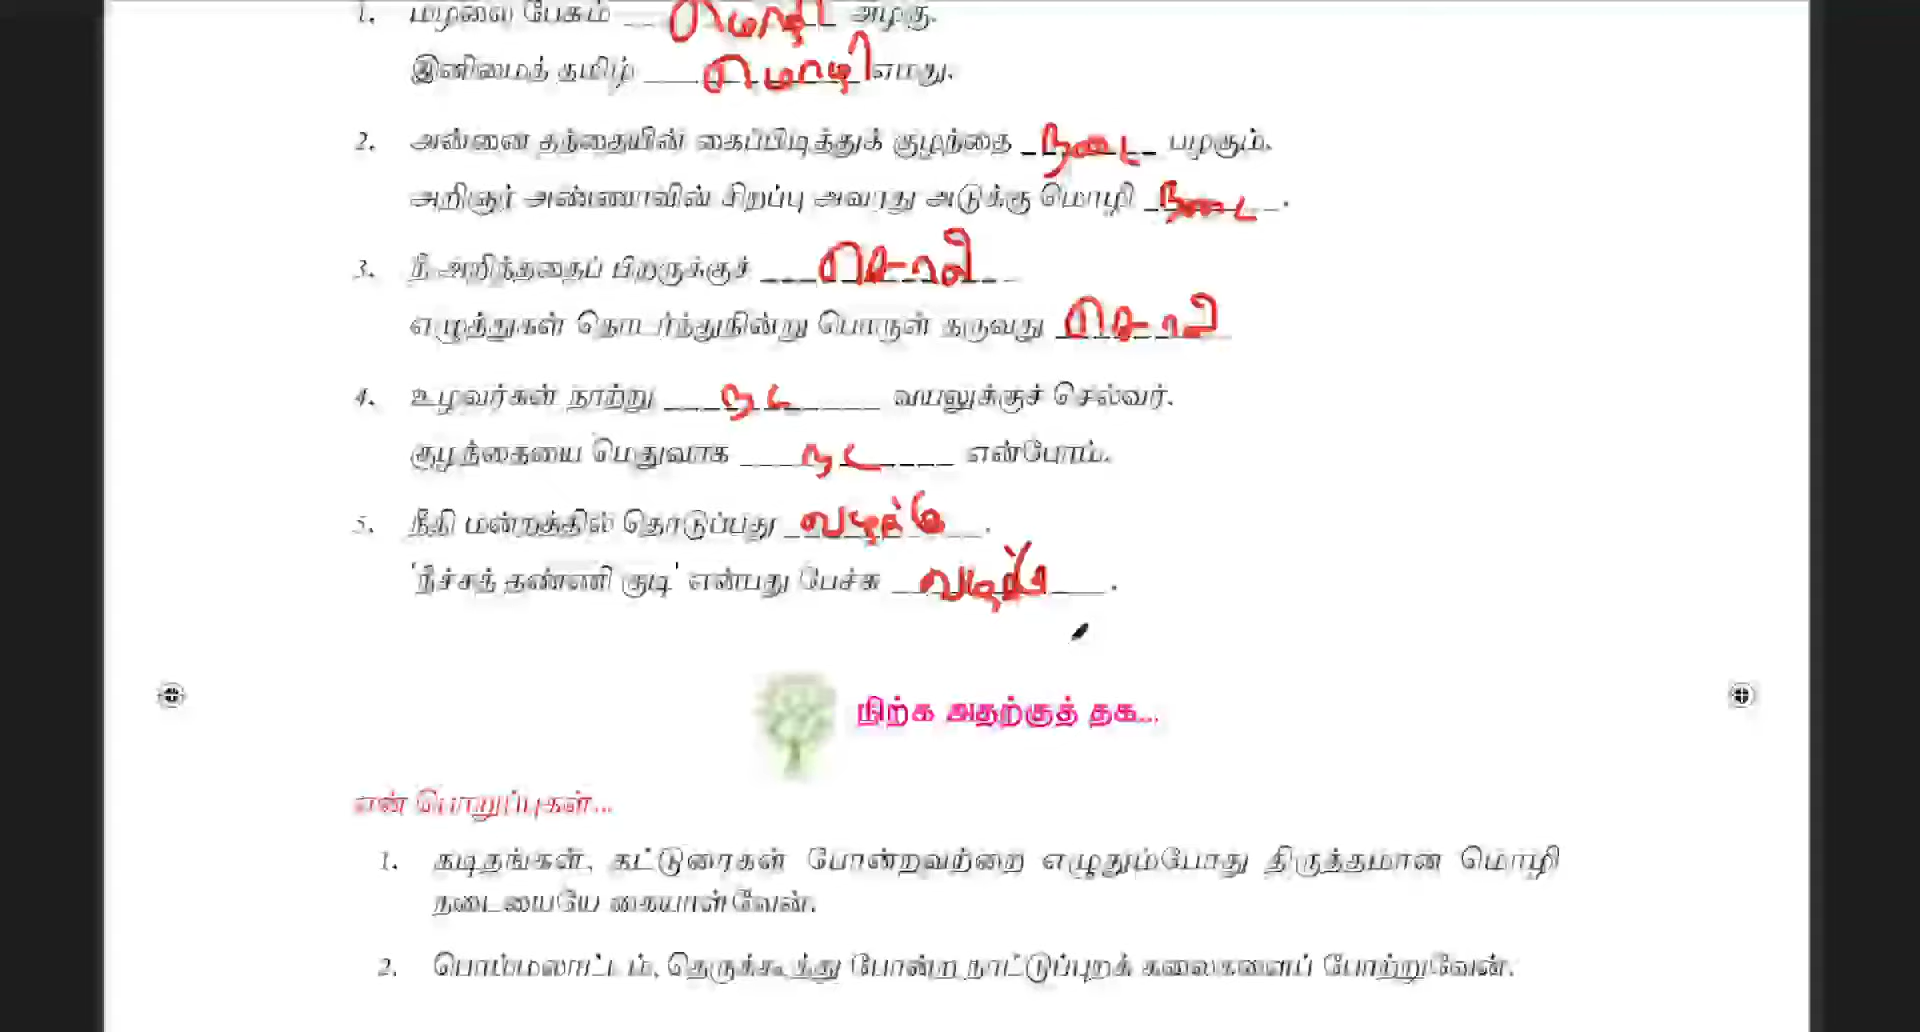 1. மழலை பேசும் மொழி அழகு.
இனிமைத் தமிழ் மொழி எமது.
2. அன்னை தந்தையின் கைப்பிடித்துக் குழந்தை நடை பழகும்.
அறிஞர் அண்ணாவின் சிறப்பு அவரது அடுக்கு மொழி நடை.
3. நீ அறிந்ததைப் பிறருக்குச் சொல்
எழுத்துகள் தொடர்ந்துநின்று பொருள் தருவது சொல்
4. உழவர்கள் நாற்று நட வயலுக்குச் செல்வர்.
குழந்தையை மெதுவாக நட என்போம்.
5. நீதி மன்றத்தில் தொடுப்பது வழக்கு.
'நீச்சத் தண்ணி குடி' என்பது பேச்சு வழக்கு.
நிற்க அதற்குத் தக...
என் பொறுப்புகள்...
1. கடிதங்கள், கட்டுரைகள் போன்றவற்றை எழுதும்போது திருத்தமான மொழி
நடையையே கையாள்வேன்.
2. பொம்மலாட்டம், தெருக்கூத்து போன்ற நாட்டுப்புறக் கலைகளைப் போற்றுவேன்.